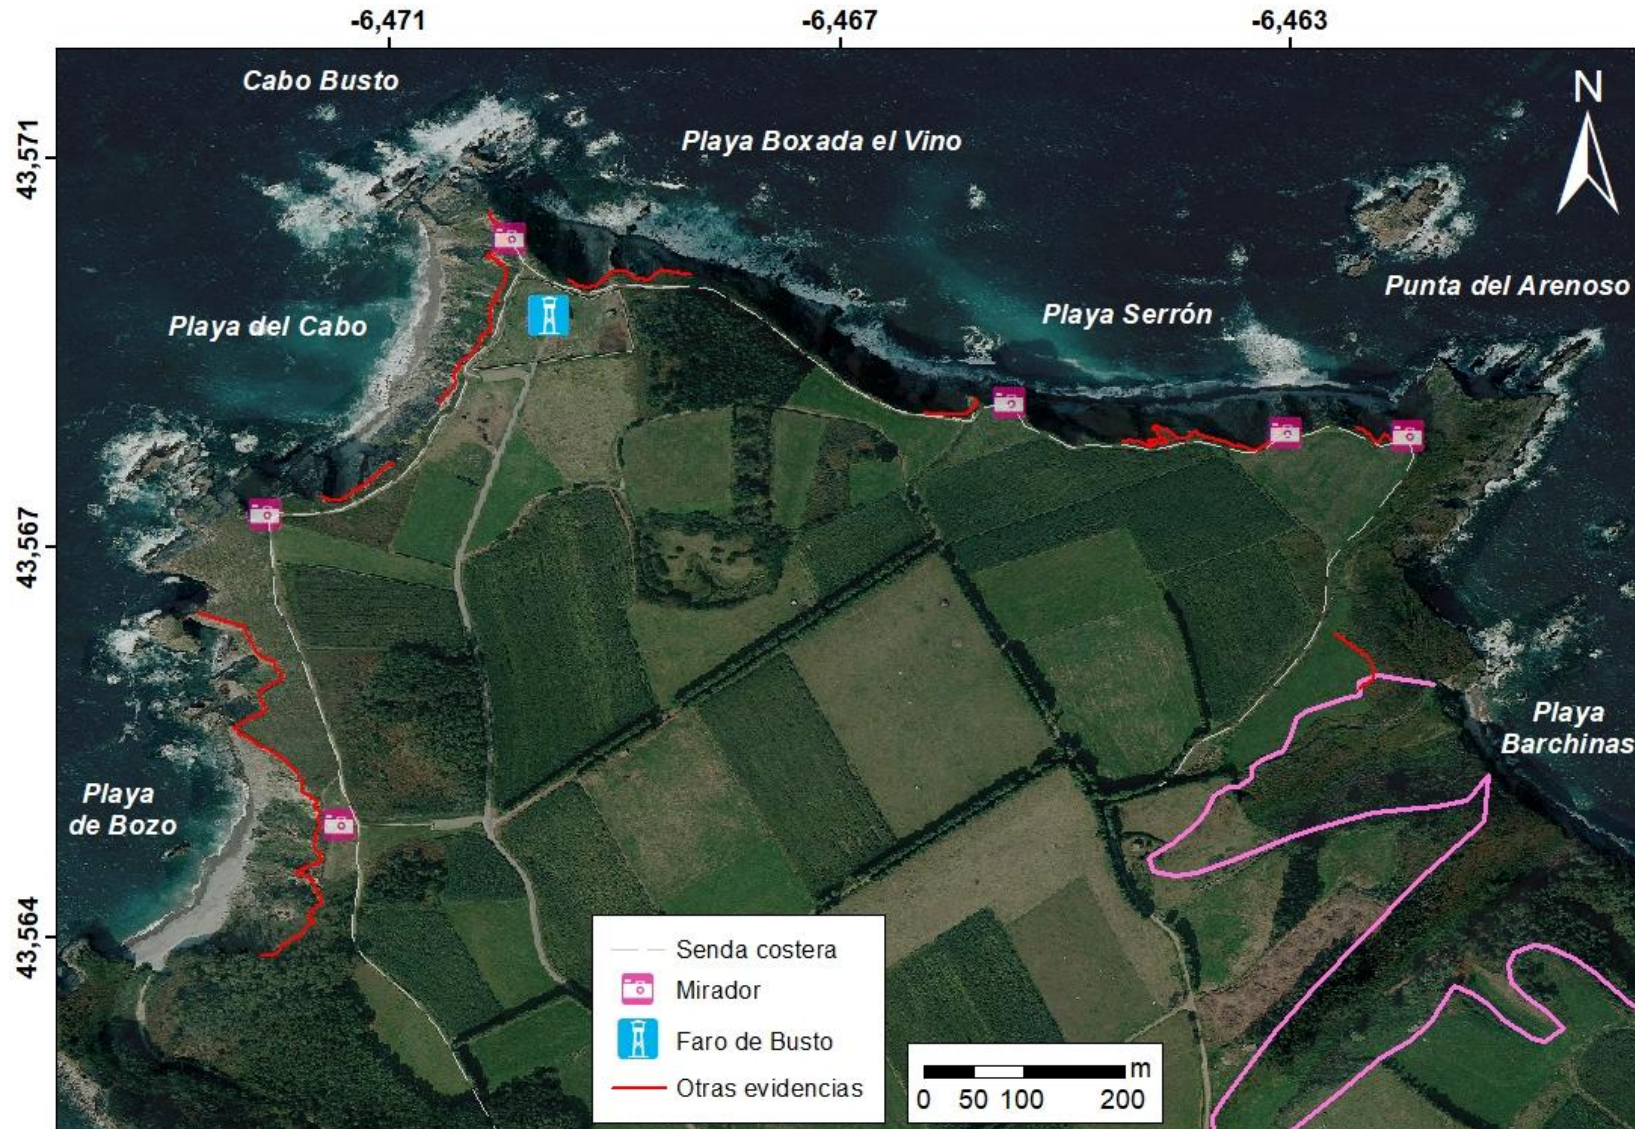 -6,471
-6,467
-6,463
Cabo Busto
N
Playa Boxada el Vino
43,571
Punta del Arenoso
Playa Serrón
Playa del Cabo
43,567
Playa
Barchinas
Playa
de Bozo
43,564
Senda costera
Mirador
Faro de Busto
Otras evidencias
m
0 50 100 200